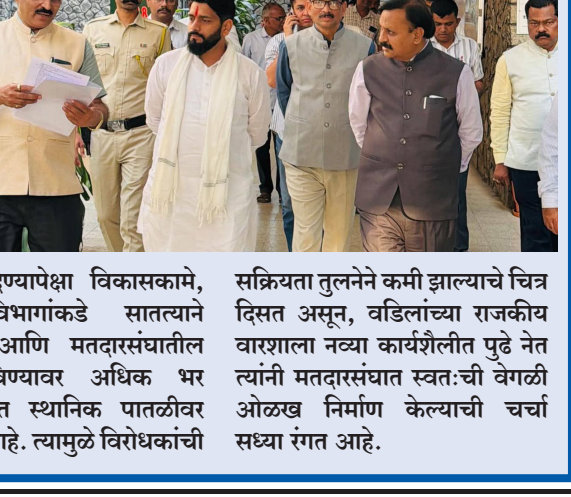 ण्यापेक्षा विकासकामे,
विभागांकडे सातत्याने
आणि मतदारसंघातील
विण्यावर अधिक भर
त स्थानिक पातळीवर
आहे. त्यामुळे विरोधकांची
सक्रियता तुलनेने कमी झाल्याचे चित्र
दिसत असून, वडिलांच्या राजकीय
वारशाला नव्या कार्यशैलीत पुढे नेत
त्यांनी मतदारसंघात स्वतःची वेगळी
ओळख निर्माण केल्याची चर्चा
सध्या रंगत आहे.